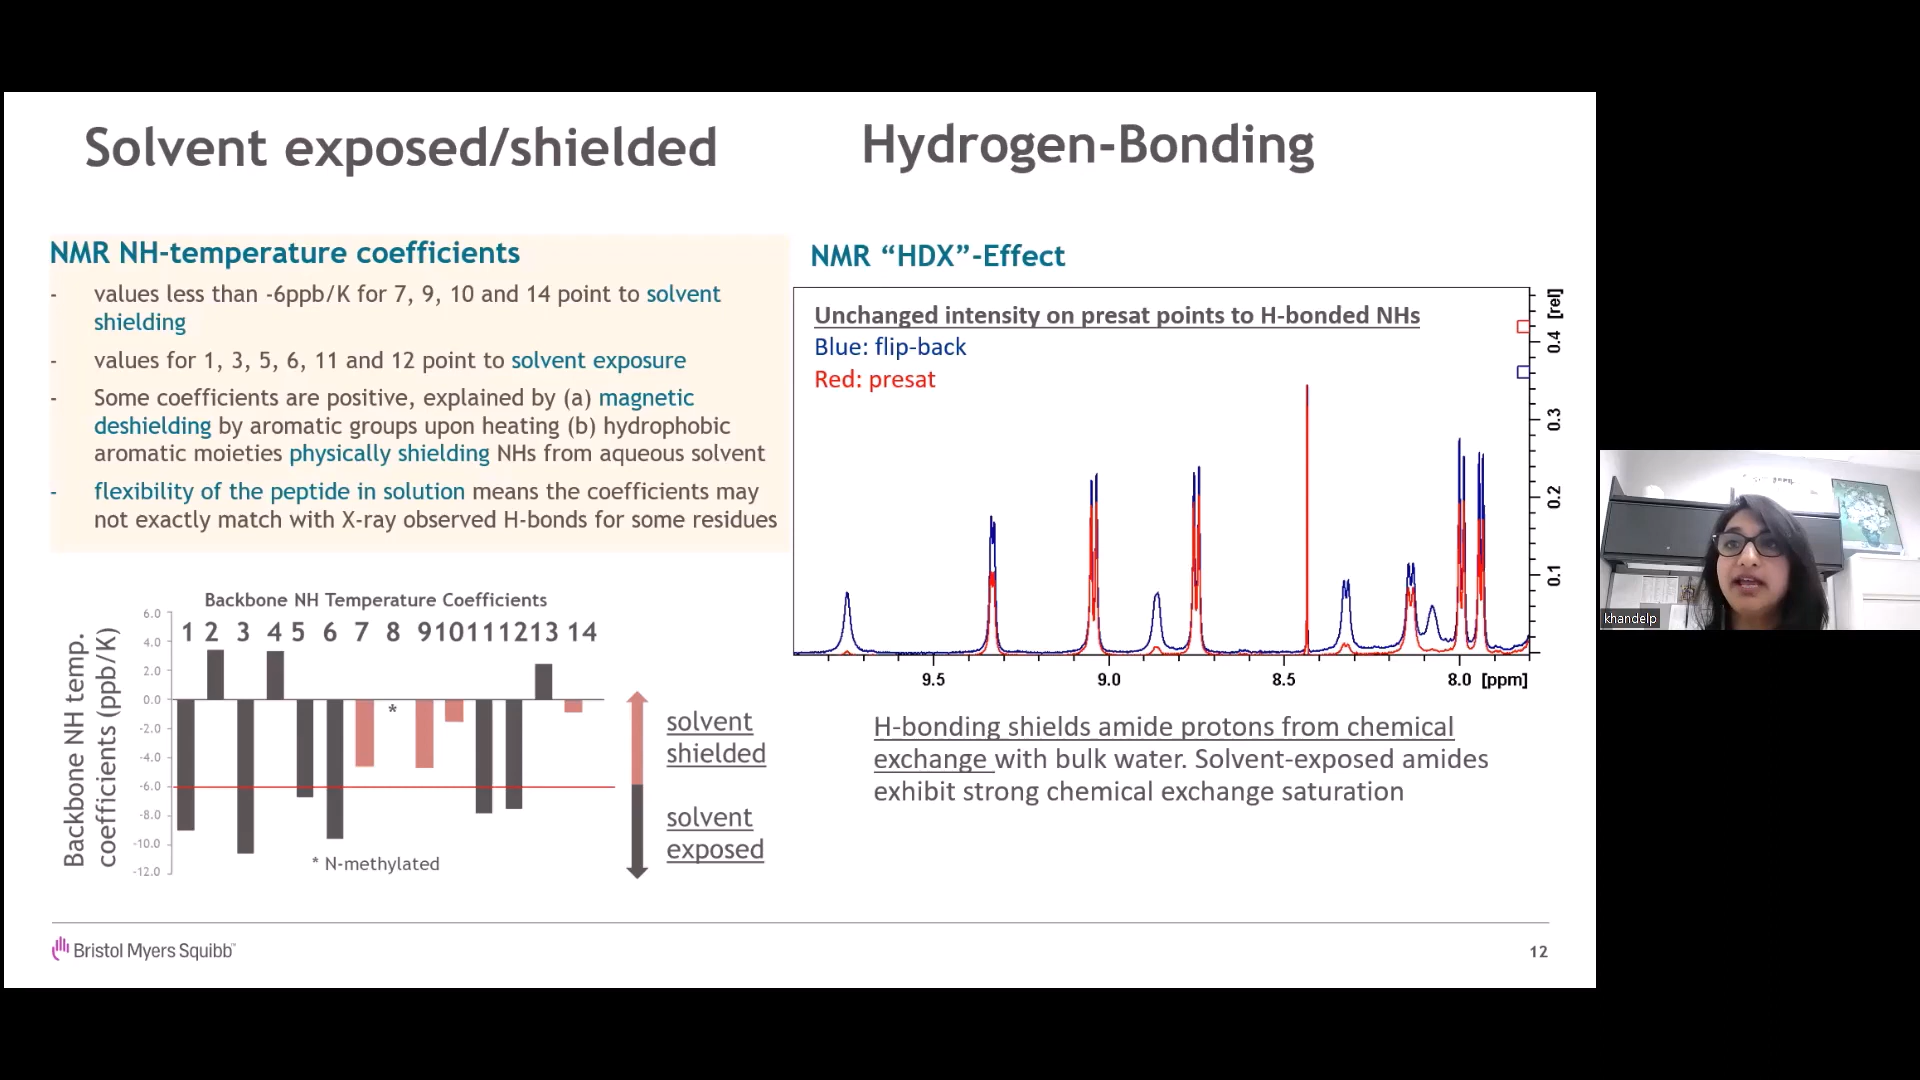 Solvent exposed/shielded
Hydrogen-Bonding
NMR NH-temperature coefficients
- values less than -6ppb/K for 7, 9, 10 and 14 point to solvent
shielding
- values for 1, 3, 5, 6, 11 and 12 point to solvent exposure
- Some coefficients are positive, explained by (a) magnetic
deshielding by aromatic groups upon heating (b) hydrophobic
aromatic moieties physically shielding NHs from aqueous solvent
- flexibility of the peptide in solution means the coefficients may
not exactly match with X-ray observed H-bonds for some residues
Backbone NH Temperature Coefficients
Backbone NH temp.
coefficients (ppb/K)
6.0
4.0
2.0
0.0
-2.0
-4.0
-6.0
-8.0
-10.0
-12.0
1 2 3 4 5 6 7 8 9 10 11 12 13 14
*
* N-methylated
solvent
shielded
solvent
exposed
NMR “HDX”-Effect
Unchanged intensity on presat points to H-bonded NHs
Blue: flip-back
Red: presat
[rel]
0.4
0.3
0.2
0.1
9.5 9.0 8.5 8.0 [ppm]
H-bonding shields amide protons from chemical
exchange with bulk water. Solvent-exposed amides
exhibit strong chemical exchange saturation
Bristol Myers Squibb™
12
khandelp